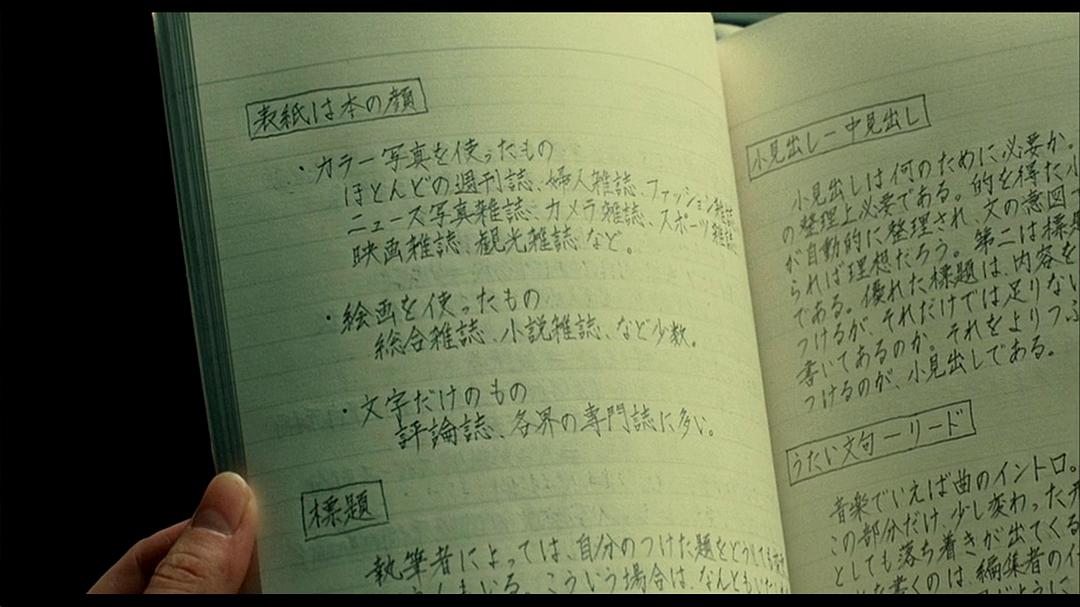 表紙は本の顔
・カラー写真を使ったもの
ほとんどの週刊誌、婦人雑誌、ファッション雑誌
ニュース写真雑誌、カメラ雑誌、スポーツ雑誌
映画雑誌、観光雑誌など。
・絵画を使ったもの
総合雑誌、小説雑誌、など少数。
・文字だけのもの
評論誌、各界の専門誌に多い。
標題
執筆者によっては、自分のつけた題をどうしても
もいる。こういう場合は、なんとも
小見出し―中見出し
小見出しは何のために必要か。
の整理上必要である。的を得た小
が自動的に整理され、文の意図
られば理想だろう。第二は標題
である。優れた標題は、内容を
つけるが、それだけでは足りない
書いてあるのか。それをよりつ
つけるのが、小見出しである。
うたい文句―リード
音楽でいえば曲のイントロ。
この部分だけ、少し変わった
としても落ち着きが出てくる
を書くのは、編集者の